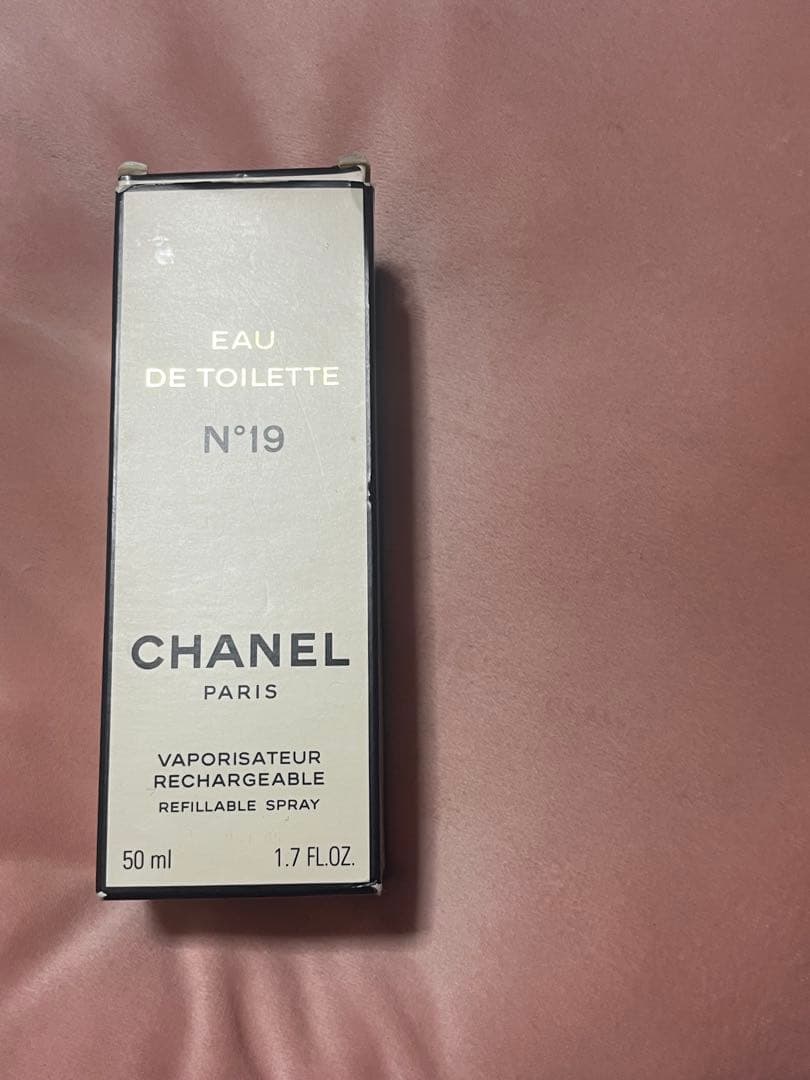 EAU
DE TOILETTE
N°19
CHANEL
PARIS
VAPORISATEUR
RECHARGEABLE
REFILLABLE SPRAY
50 ml 1.7 FL.OZ.